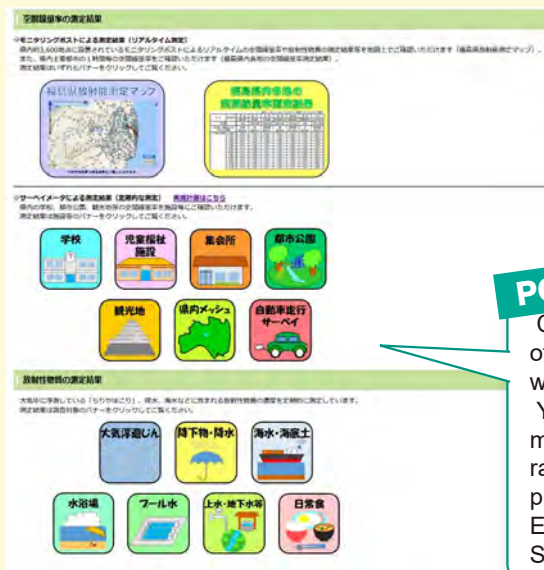 空間線量率の測定結果
モニタリングポストによる測定結果(リアルタイム測定)
県内約3,600地点に設置されているモニタリングポストによるリアルタイムの空間線量率や放射性物質の測定結果等を地図上でご確認いただけます(福島県放射能測定マップ)。
また、県内主要都市の1時間毎の空間線量率をご確認いただけます(福島県内各地の空間線量率測定結果)。
測定結果はいずれもバナーをクリックしてご覧ください。
福島県放射能測定マップ
福島県内各地の
空間線量率測定結果
サーベイメータによる測定結果(定期的な測定) 実施計画はこちら
県内の学校、都市公園、観光地等の空間線量率を施設毎にご確認いただけます。
測定結果は施設等のバナーをクリックしてご覧ください。
学校
児童福祉
施設
集会所
都市公園
観光地
県内メッシュ
自動車走行
サーベイ
放射性物質の測定結果
大気中に浮遊している「ちりやほこり」、降水、海水などに含まれる放射性物質の濃度を定期的に測定しています。
測定結果は調査対象のバナーをクリックしてご覧ください。
大気浮遊じん
降下物・降水
海水・海底土
水浴場
プール水
上水・地下水等
日常食
PO
of
w
Y
m
ra
p
E
S